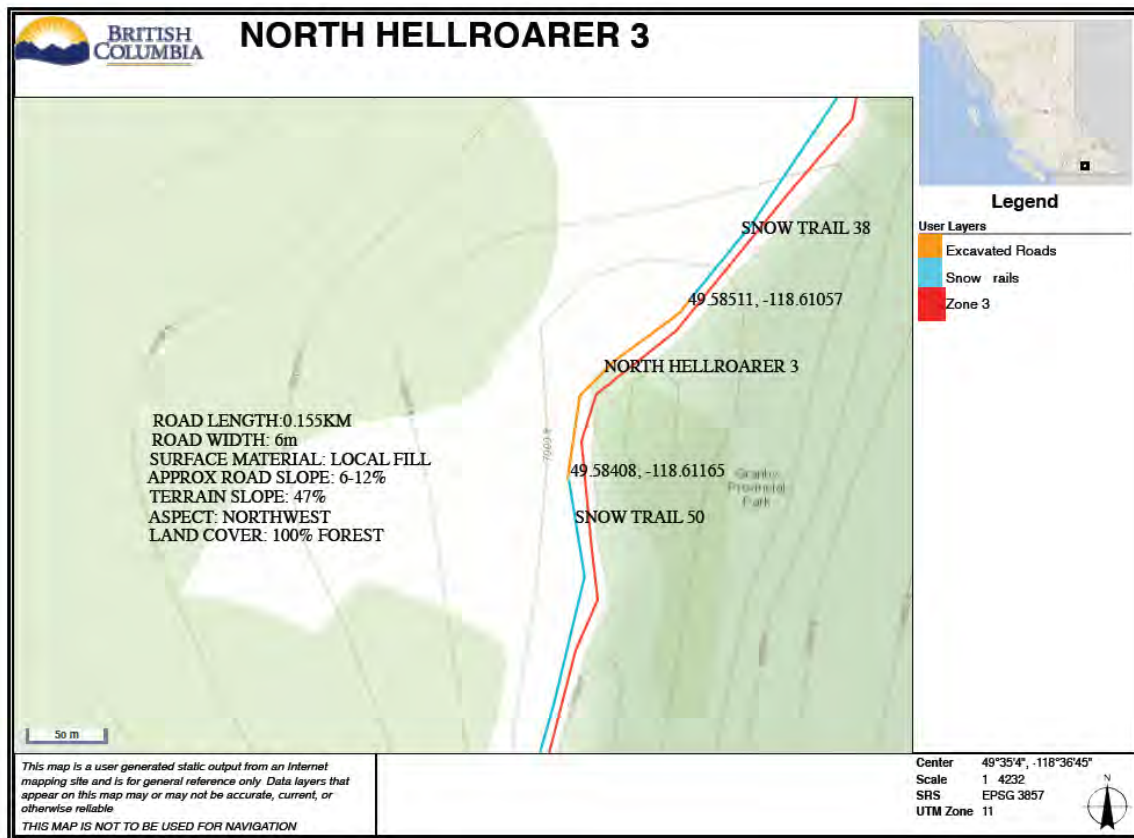 BRITISH
COLUMBIA
NORTH HELLROARER 3
SNOW TRAIL 38
49.58511, -118.61057
NORTH HELLROARER 3
ROAD LENGTH:0.155KM
ROAD WIDTH: 6m
SURFACE MATERIAL: LOCAL FILL
APPROX ROAD SLOPE: 6-12%
TERRAIN SLOPE: 47%
ASPECT: NORTHWEST
LAND COVER: 100% FOREST
7000 ft
49.58408, -118.61165
Granby
Provincial
Park
SNOW TRAIL 50
50 m
Legend
User Layers
Excavated Roads
Snow rails
Zone 3
This map is a user generated static output from an Internet
mapping site and is for general reference only Data layers that
appear on this map may or may not be accurate, current, or
otherwise reliable
THIS MAP IS NOT TO BE USED FOR NAVIGATION
Center 49°35'4", -118°36'45"
Scale 1 4232
SRS EPSG 3857
UTM Zone 11
N